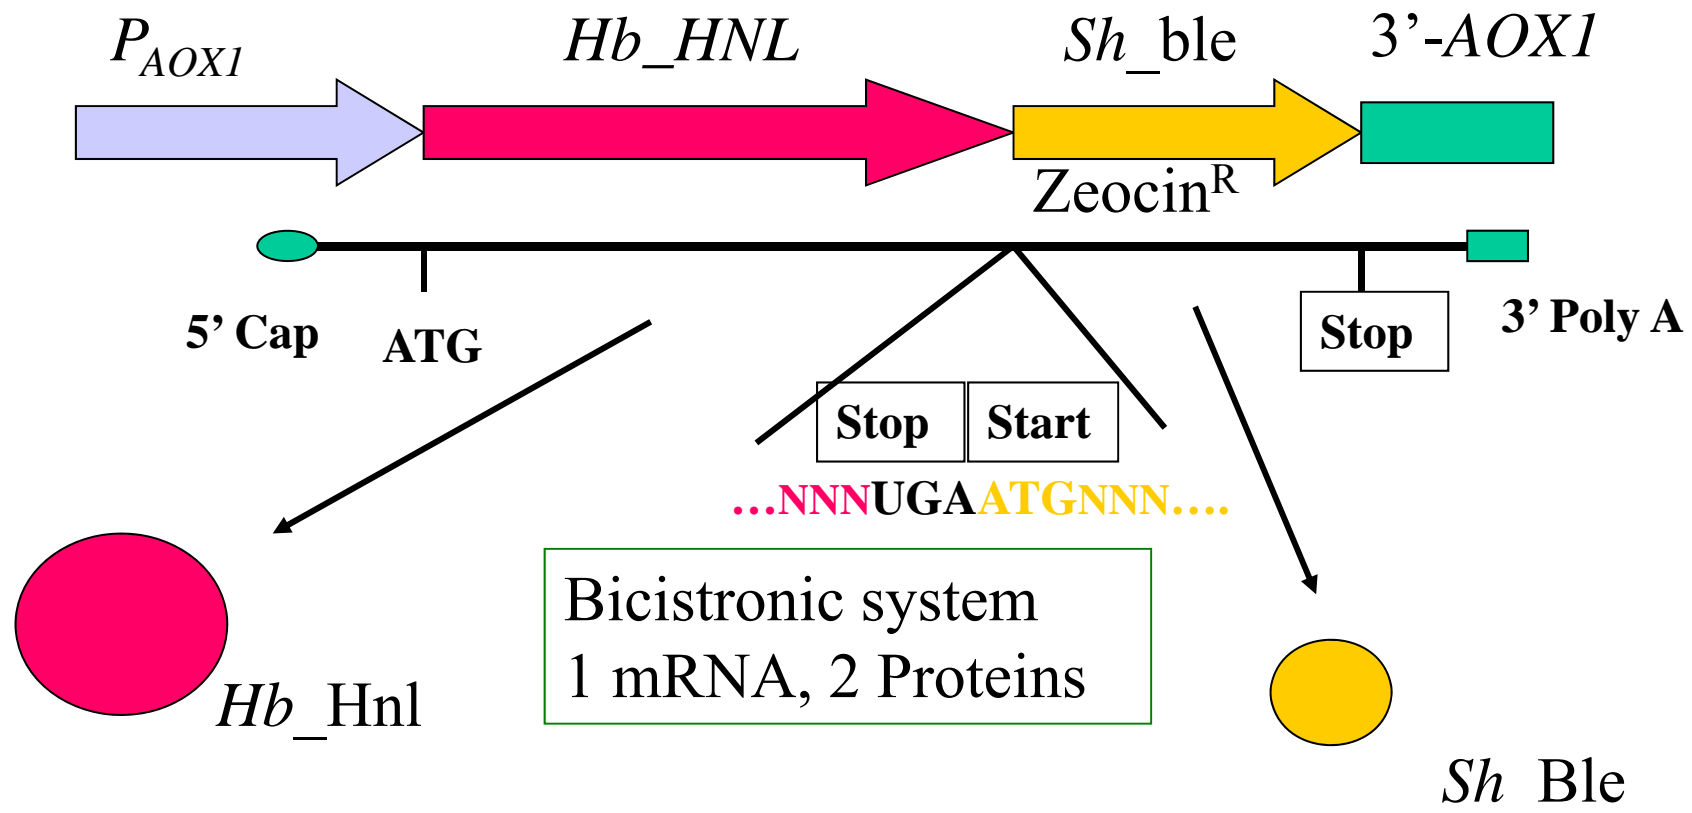 P_AOX1 Hb_HNL Sh_ble 3’-AOX1
Zeocin^R
5’ Cap ATG Stop 3’ Poly A
Stop Start
…NNNUGAATGNNN….
Bicistronic system
1 mRNA, 2 Proteins
Hb_Hnl
Sh Ble